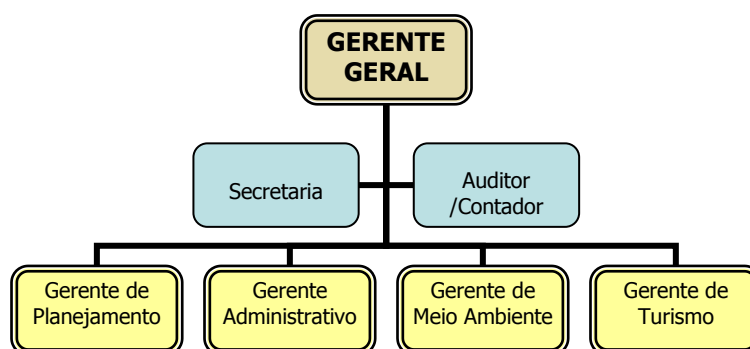 GERENTE
GERAL
Secretaria
Auditor
/Contador
Gerente de
Planejamento
Gerente
Administrativo
Gerente de
Meio Ambiente
Gerente de
Turismo